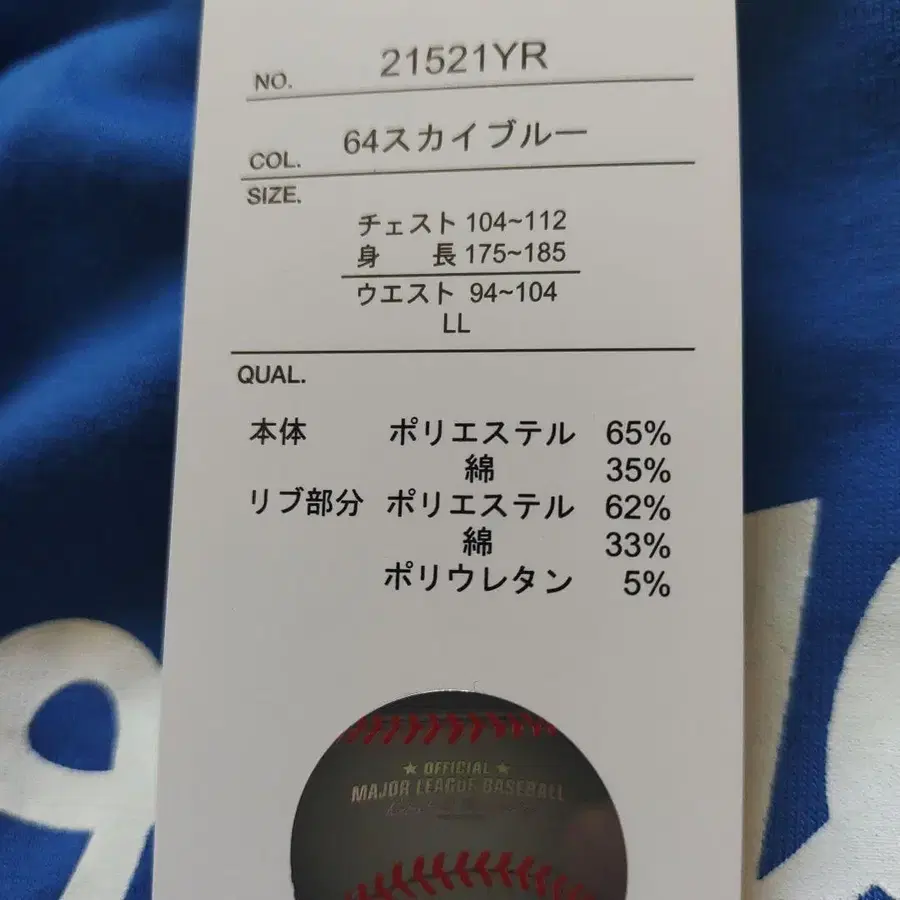 NO. 21521YR
COL. 64スカイブルー
SIZE.
チェスト 104~112
身 長 175~185
ウエスト 94~104
LL
QUAL.
本体 ポリエステル 65%
綿 35%
リブ部分 ポリエステル 62%
綿 33%
ポリウレタン 5%
★ OFFICIAL ★
MAJOR LEAGUE BASEBALL